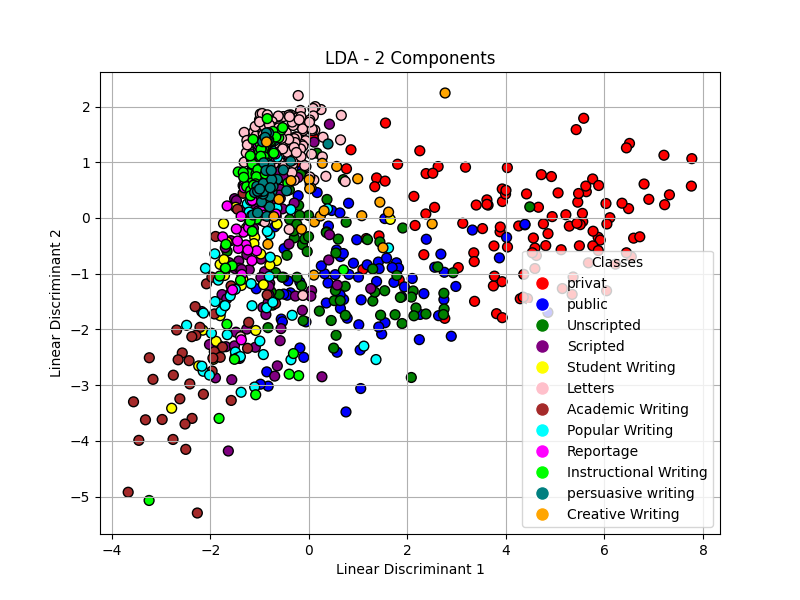 LDA - 2 Components
Linear Discriminant 2
2
1
0
−1
−2
−3
−4
−5
−4
−2
0
2
4
6
8
Linear Discriminant 1
Classes
privat
public
Unscripted
Scripted
Student Writing
Letters
Academic Writing
Popular Writing
Reportage
Instructional Writing
persuasive writing
Creative Writing